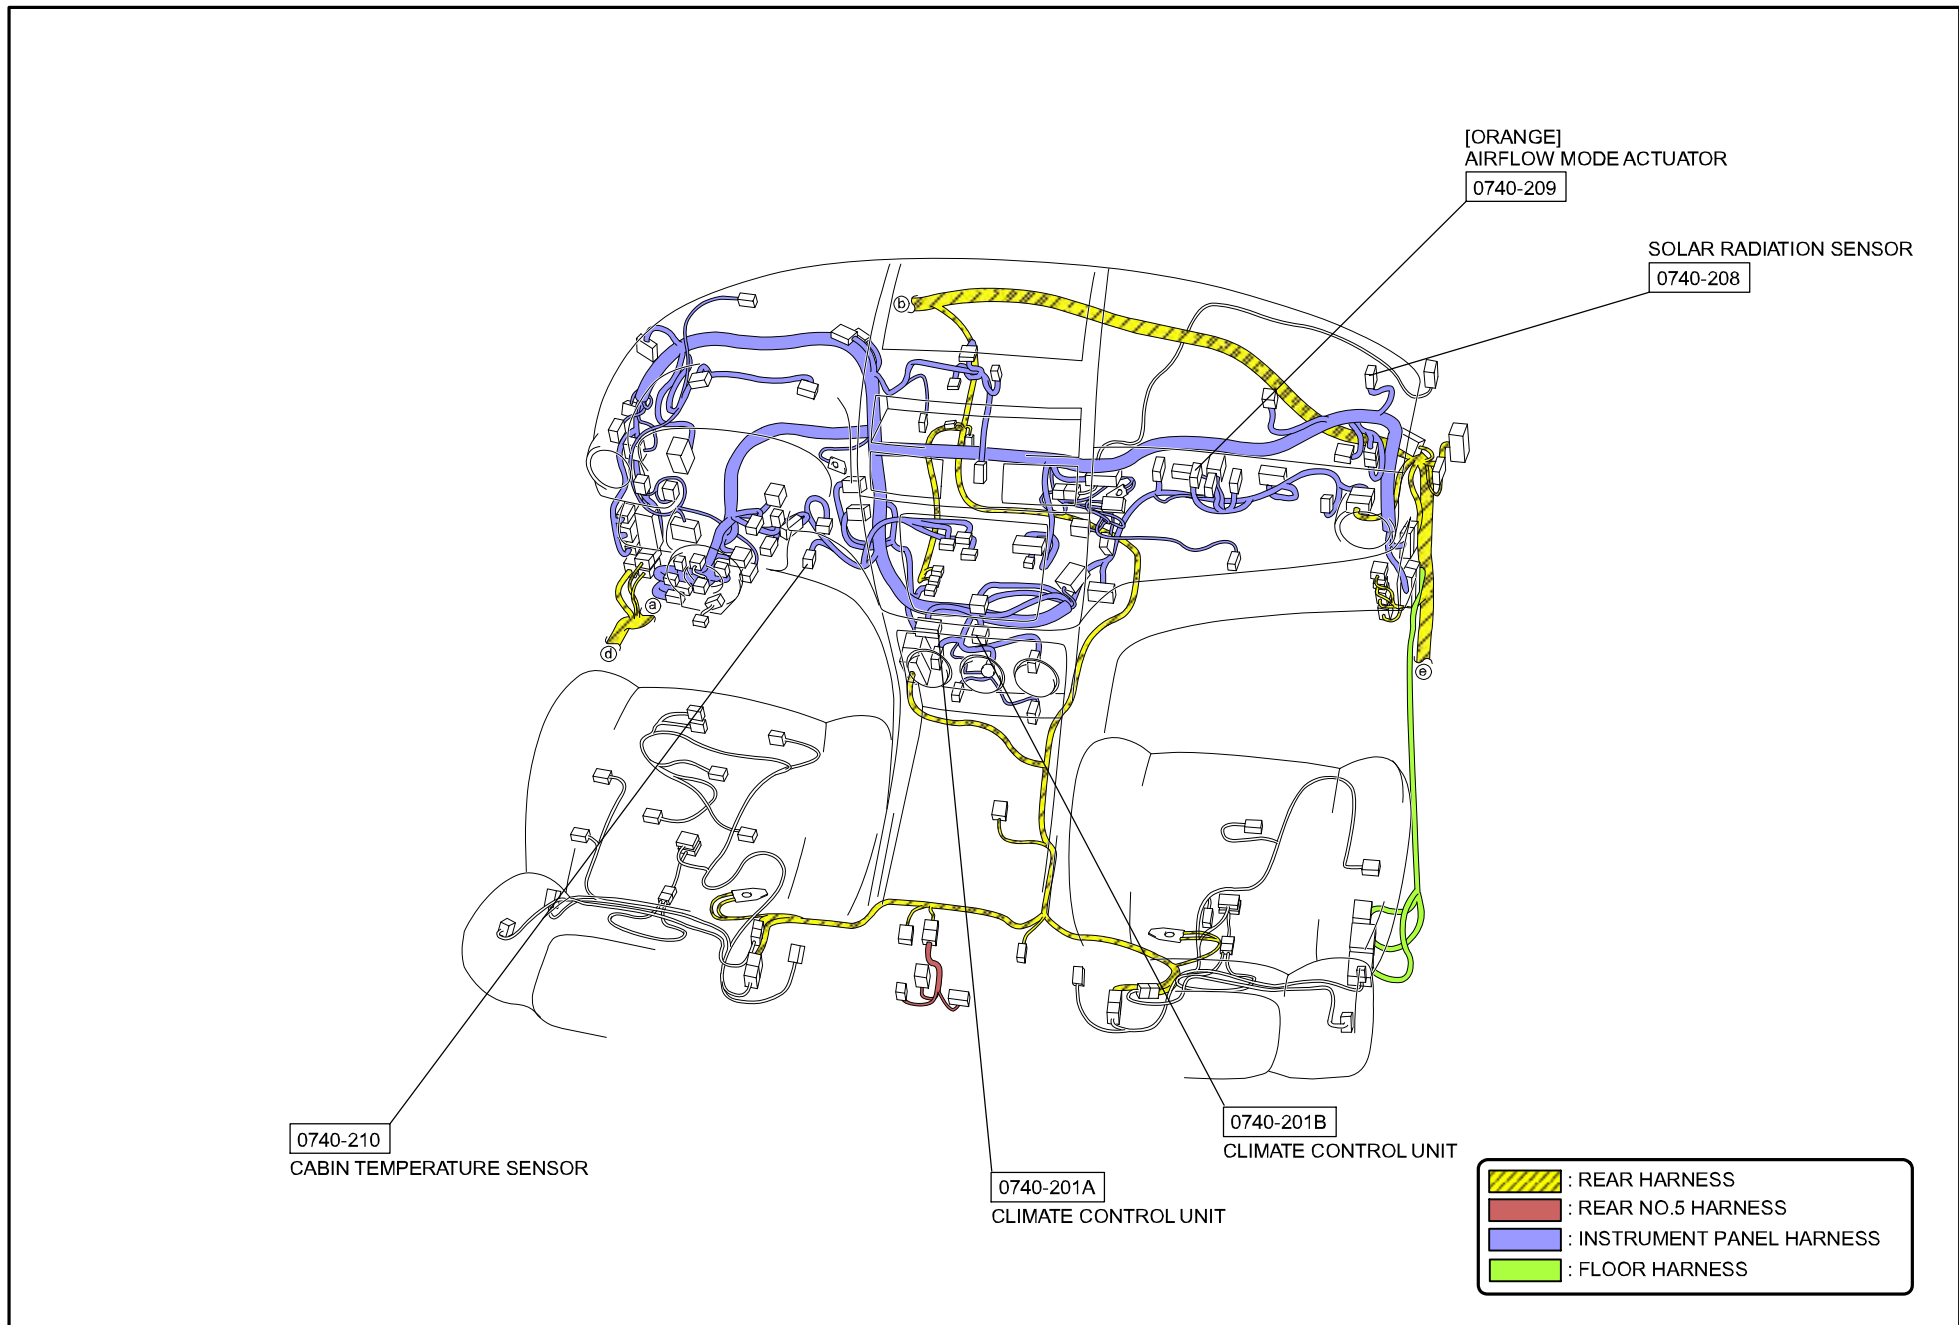 [ORANGE]
AIRFLOW MODE ACTUATOR
0740-209
SOLAR RADIATION SENSOR
0740-208
b
a
d
e
0740-210
CABIN TEMPERATURE SENSOR
0740-201A
CLIMATE CONTROL UNIT
0740-201B
CLIMATE CONTROL UNIT
: REAR HARNESS
: REAR NO.5 HARNESS
: INSTRUMENT PANEL HARNESS
: FLOOR HARNESS